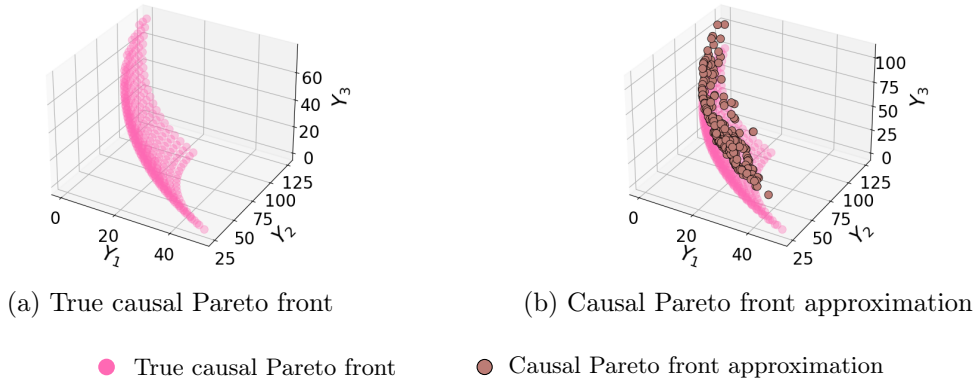 60
40
20
0
Y₃
0
20
40
Y₁
25
50
75
100
125
Y₂
100
75
50
25
0
Y₃
0
20
40
Y₁
25
50
75
100
125
Y₂
(a) True causal Pareto front
(b) Causal Pareto front approximation
True causal Pareto front
Causal Pareto front approximation